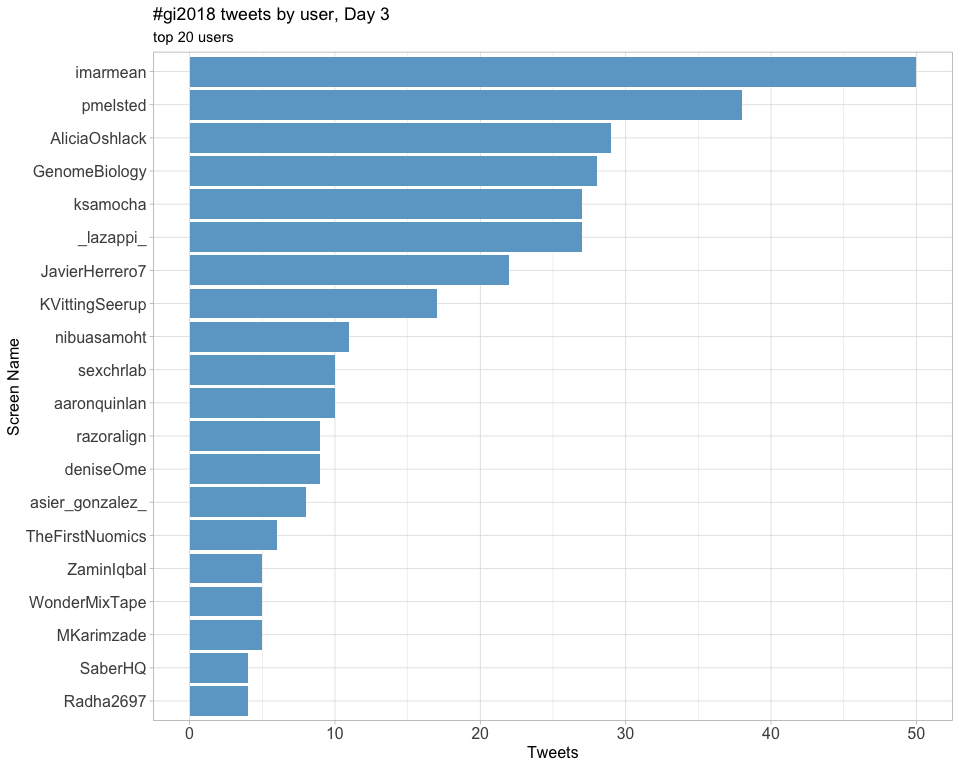 #gi2018 tweets by user, Day 3
top 20 users
imarmean
pmelsted
AliciaOshlack
GenomeBiology
ksamocha
_lazappi_
JavierHerrero7
KVittingSeerup
nibuasamoht
sexchrlab
aaronquinlan
razoralign
deniseOme
asier_gonzalez_
TheFirstNuomics
ZaminIqbal
WonderMixTape
MKarimzade
SaberHQ
Radha2697
Screen Name
0 10 20 30 40 50
Tweets